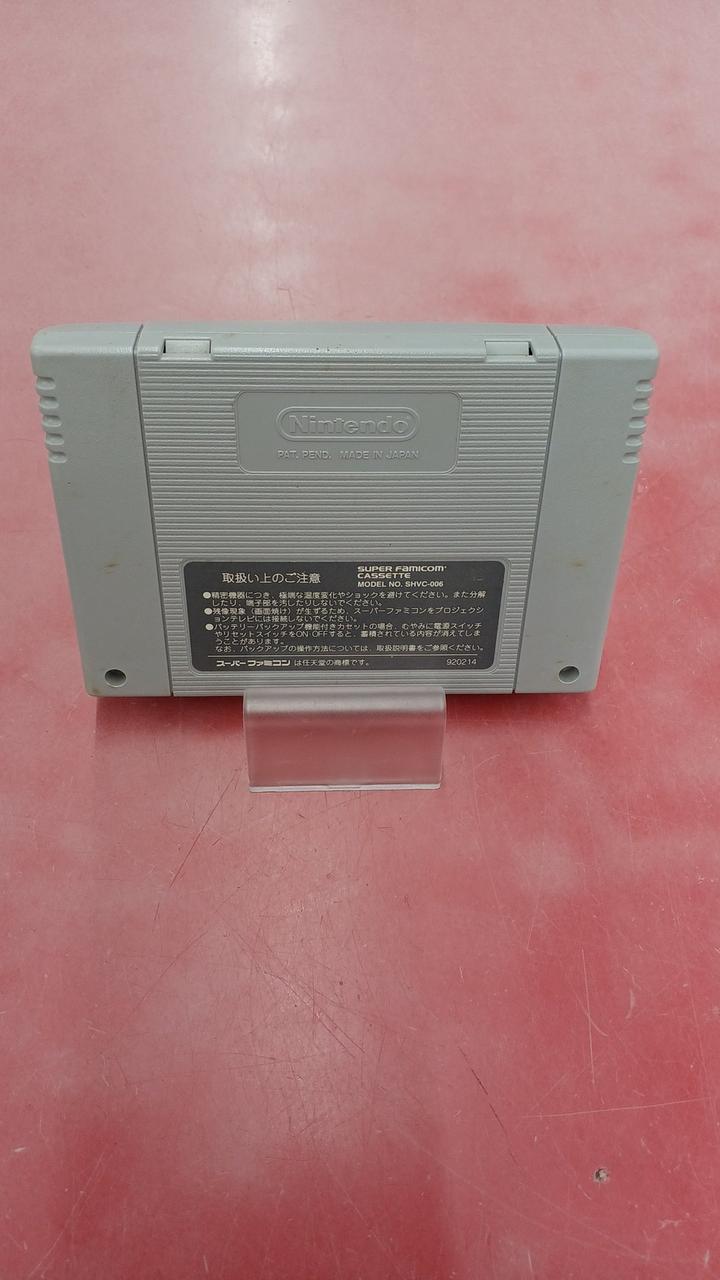 Nintendo
PAT. PEND. MADE IN JAPAN
取扱い上のご注意
SUPER FAMICOM
CASSETTE
MODEL NO. SHVC-006
●精密機器につき、極端な温度変化やショックを避けてください。また分解
したり、端子部を汚したりしないでください。
●残像現象（画面焼け）が生ずるため、スーパーファミコンをプロジェクシ
ョンテレビには接続しないでください。
●バッテリーバックアップ機能付きカセットの場合、むやみに電源スイッチ
やリセットスイッチをON OFFすると、蓄積されている内容が消えてしま
うことがあります。
なお、バックアップの操作方法については、取扱説明書をご参照ください。
スーパーファミコンは任天堂の商標です。 920214